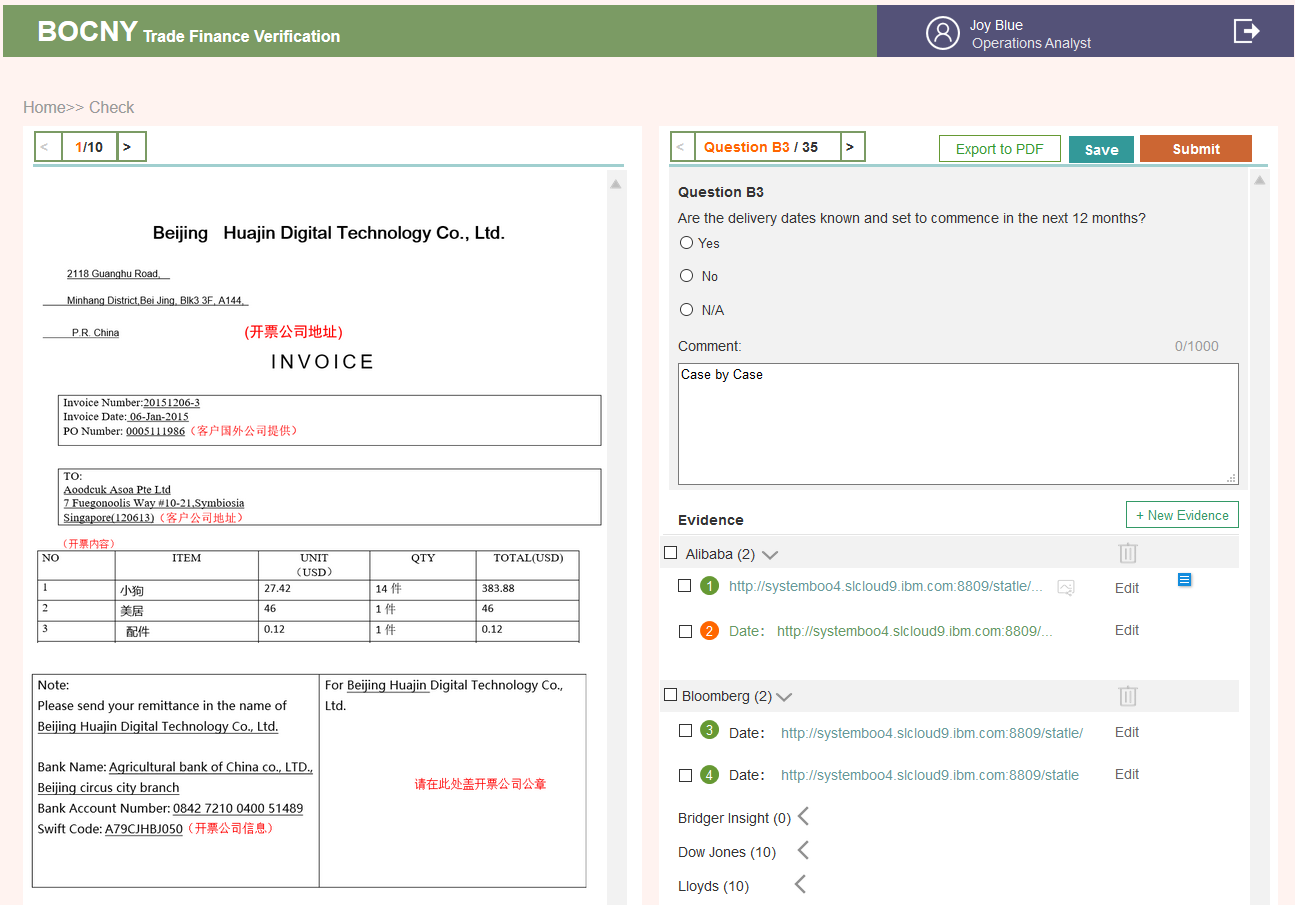 BOCNY Trade Finance Verification
Joy Blue
Operations Analyst
Home>> Check
< 1/10 >
Beijing Huajin Digital Technology Co., Ltd.
2118 Guanghu Road,
Minhang District,Bei Jing, Blk3 3F, A144,
P.R. China (开票公司地址)
INVOICE
Invoice Number:20151206-3
Invoice Date: 06-Jan-2015
PO Number: 0005111986（客户国外公司提供）
TO:
Aoodcuk Asoa Pte Ltd
7 Fuegonoolis Way #10-21,Symbiosia
Singapore(120613)（客户公司地址）
（开票内容）
NO ITEM UNIT （USD） QTY TOTAL(USD)
1 小狗 27.42 14 件 383.88
2 美居 46 1 件 46
3 配件 0.12 1 件 0.12
Note:
Please send your remittance in the name of
Beijing Huajin Digital Technology Co., Ltd.
Bank Name: Agricultural bank of China co., LTD.,
Beijing circus city branch
Bank Account Number: 0842 7210 0400 51489
Swift Code: A79CJHBJ050（开票公司信息）
For Beijing Huajin Digital Technology Co.,
Ltd.
请在此处盖开票公司公章
< Question B3 / 35 >
Export to PDF
Save
Submit
Question B3
Are the delivery dates known and set to commence in the next 12 months?
Yes
No
N/A
Comment: 0/1000
Case by Case
Evidence
+ New Evidence
Alibaba (2)
1 http://systemboo4.slcloud9.ibm.com:8809/statle/... Edit
2 Date： http://systemboo4.slcloud9.ibm.com:8809/... Edit
Bloomberg (2)
3 Date： http://systemboo4.slcloud9.ibm.com:8809/statle/ Edit
4 Date： http://systemboo4.slcloud9.ibm.com:8809/statle Edit
Bridger Insight (0)
Dow Jones (10)
Lloyds (10)